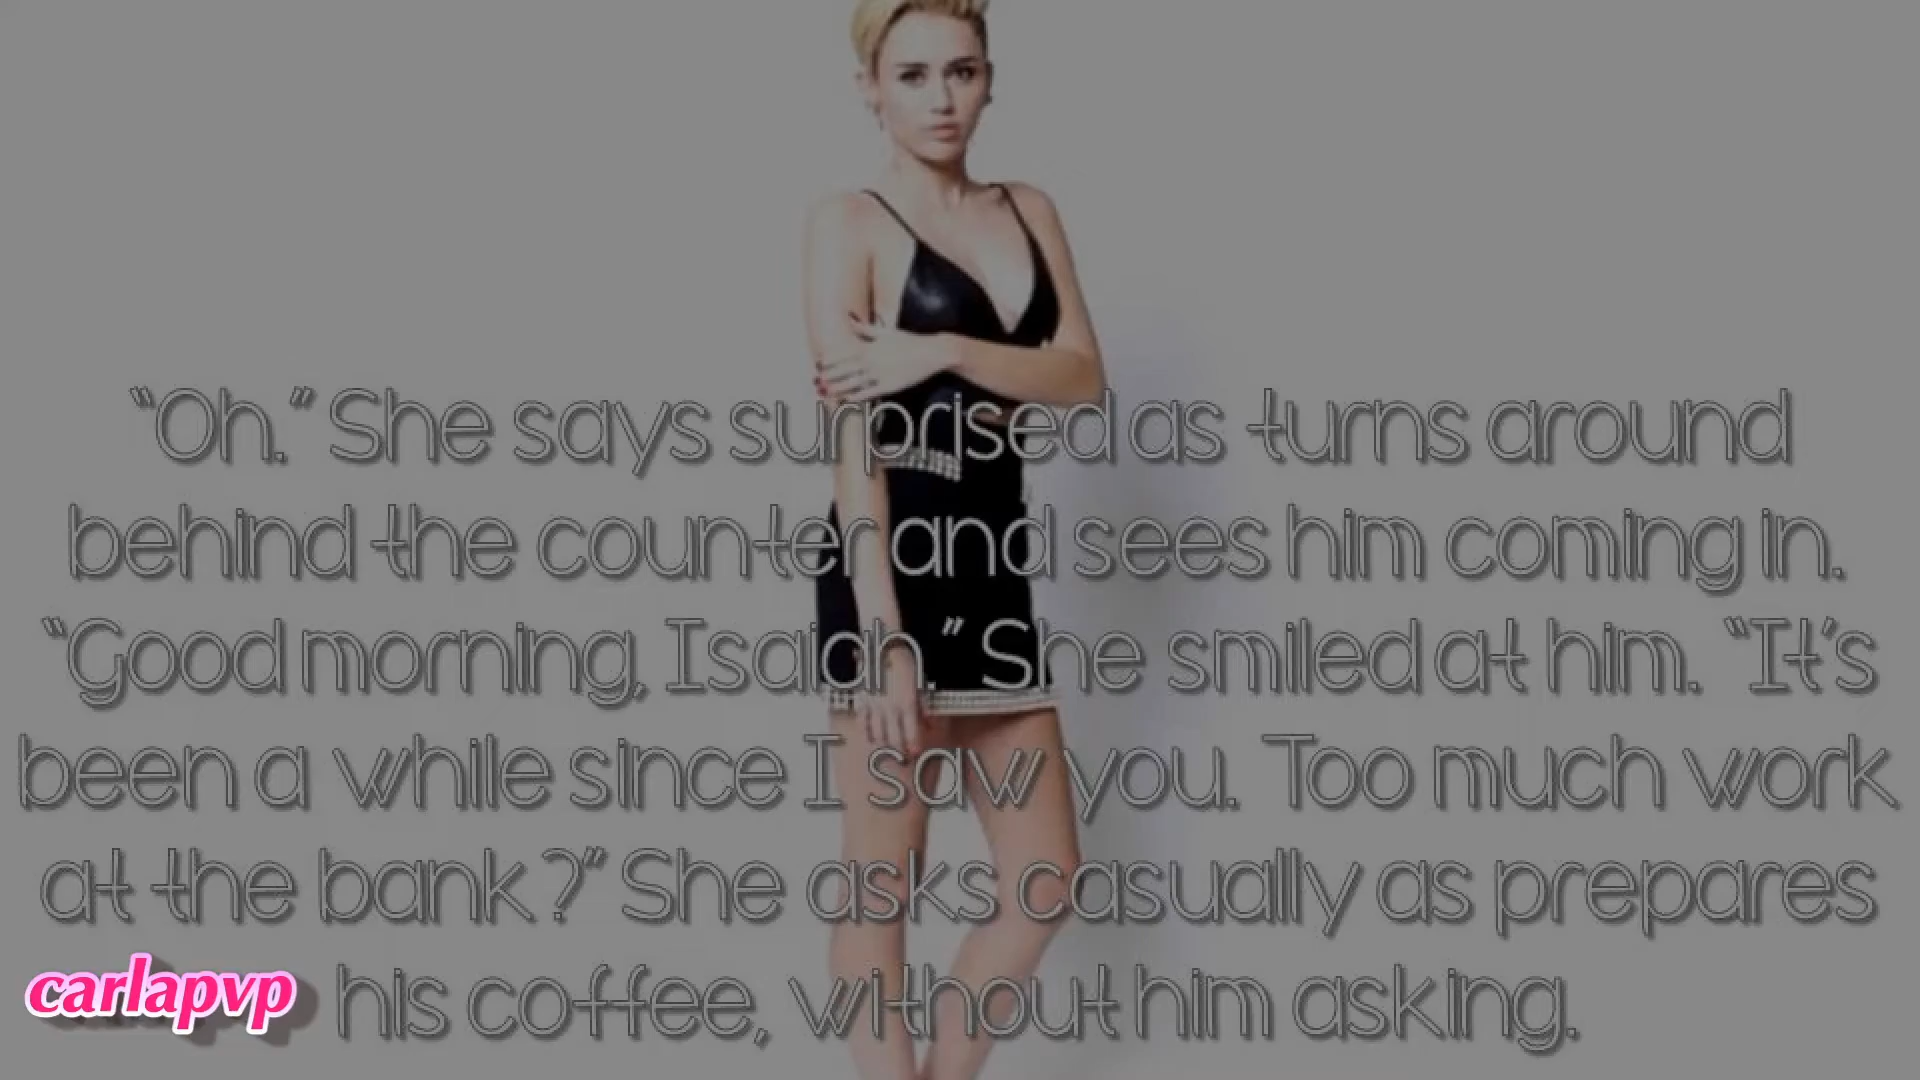 “Oh.” She says surprised as turns around
behind the counter and sees him coming in.
“Good morning, Isaiah.” She smiled at him. “It’s
been a while since I saw you. Too much work
at the bank?” She asks casually as prepares
his coffee, without him asking.
carlapvp